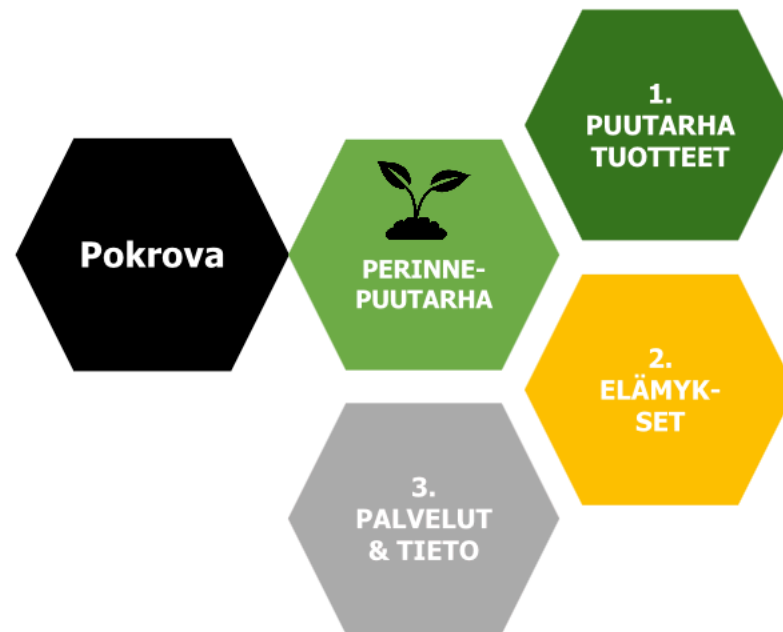 Pokrova
PERINNE-
PUUTARHA
1.
PUUTARHA
TUOTTEET
2.
ELÄMYK-
SET
3.
PALVELUT
& TIETO